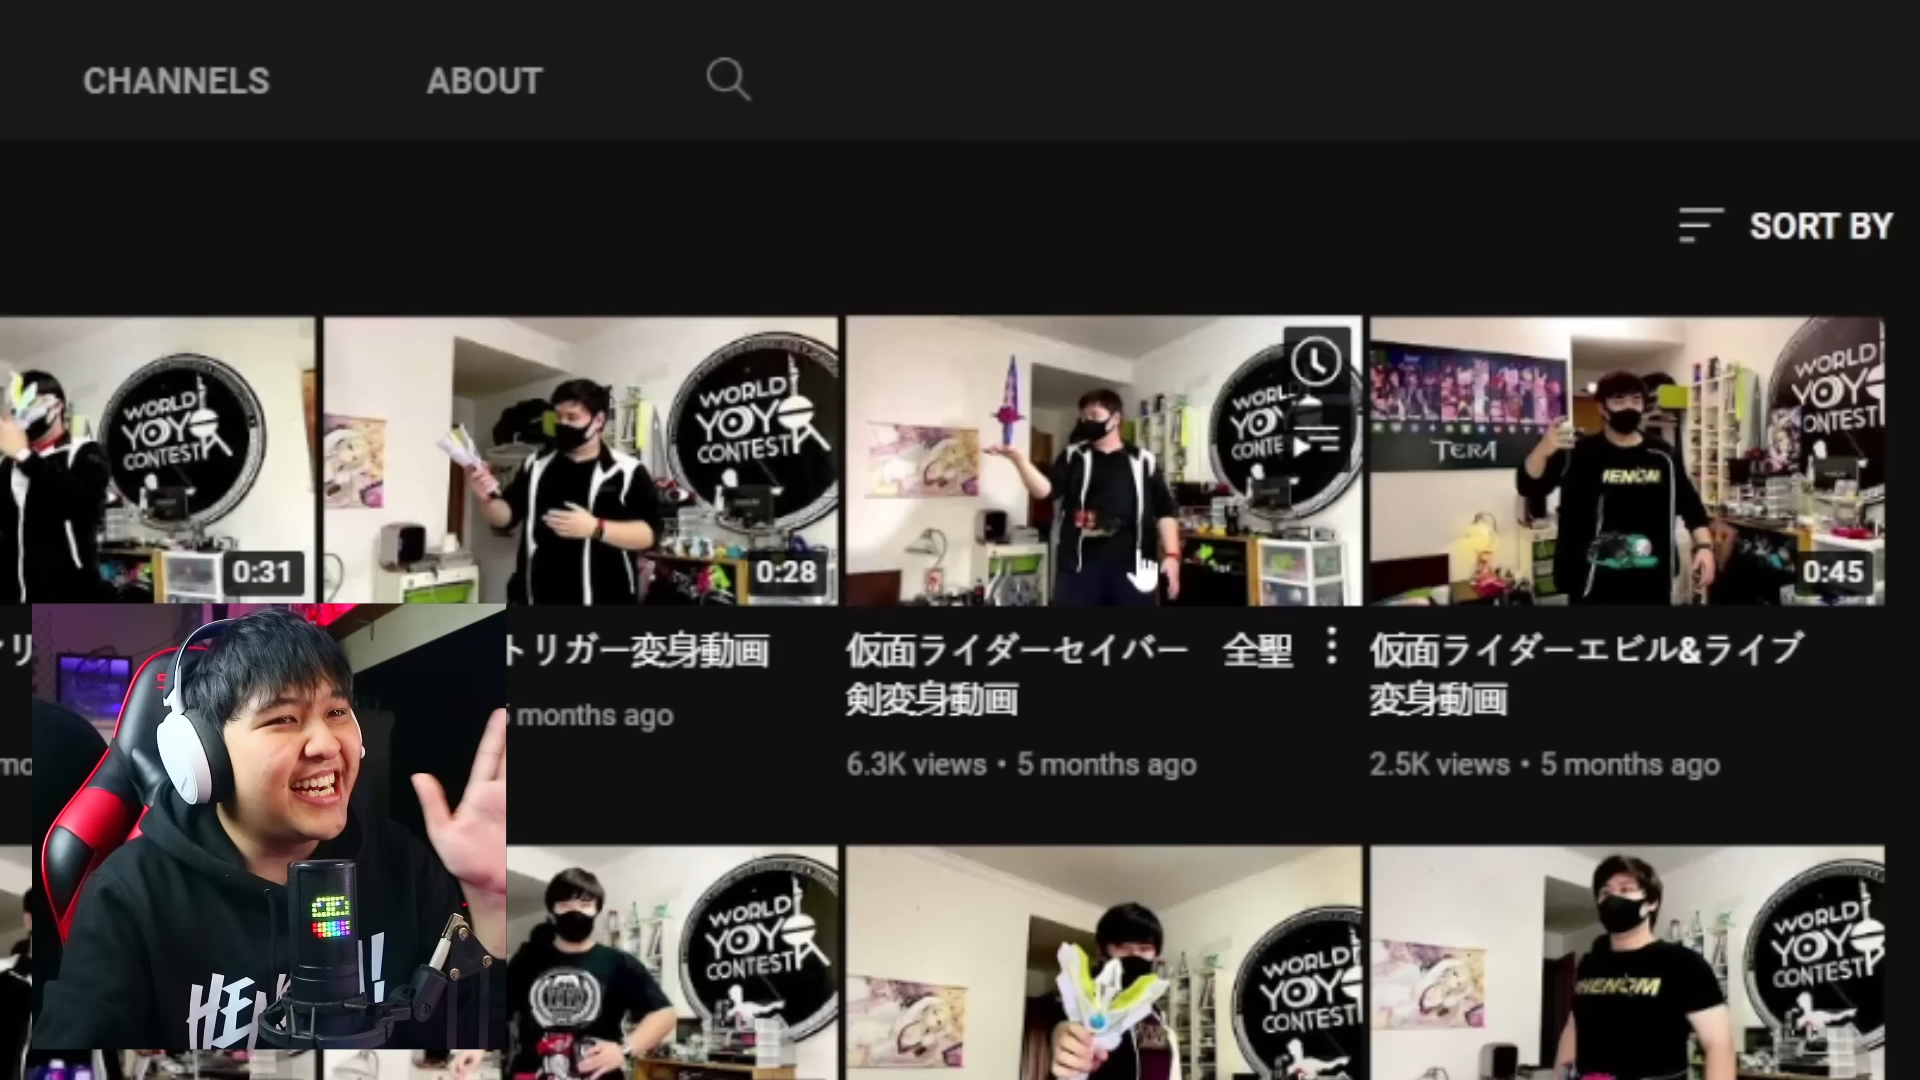 CHANNELS
ABOUT
SORT BY
WORLD
YOYO
CONTEST
0:31
WORLD
YOYO
CONTEST
0:28
WORLD
YOYO
CONTEST
TERA
WORLD
YOYO
CONTEST
HENSHIN
0:45
トリガー変身動画
months ago
仮面ライダーセイバー　全聖
剣変身動画
6.3K views • 5 months ago
仮面ライダーエビル&ライブ
変身動画
2.5K views • 5 months ago
WORLD
YOYO
CONTEST
WORLD
YOYO
CONTEST
WORLD
YOYO
CONTEST